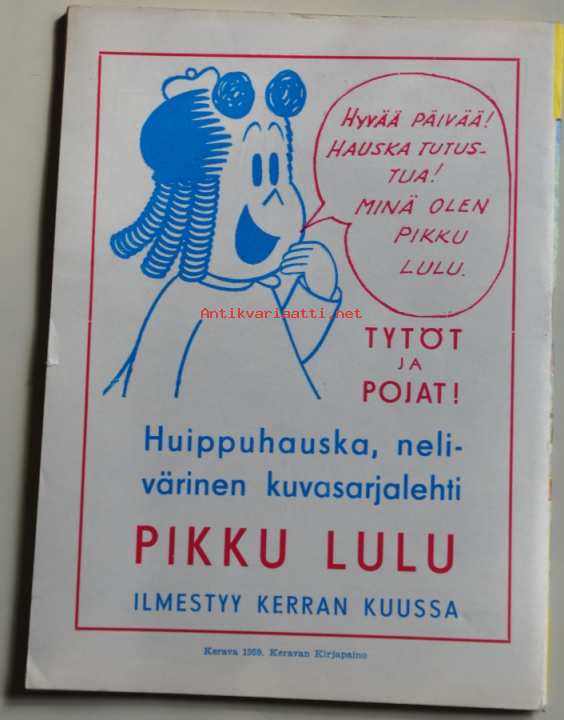 HYVÄÄ PÄIVÄÄ!
HAUSKA TUTUS-
TUA!
MINÄ OLEN
PIKKU
LULU.
Antikvariaatti.net
TYTÖT
JA
POJAT!
Huippuhauska, neli-
värinen kuvasarjalehti
PIKKU LULU
ILMESTYY KERRAN KUUSSA
Kerava 1959. Keravan Kirjapaino